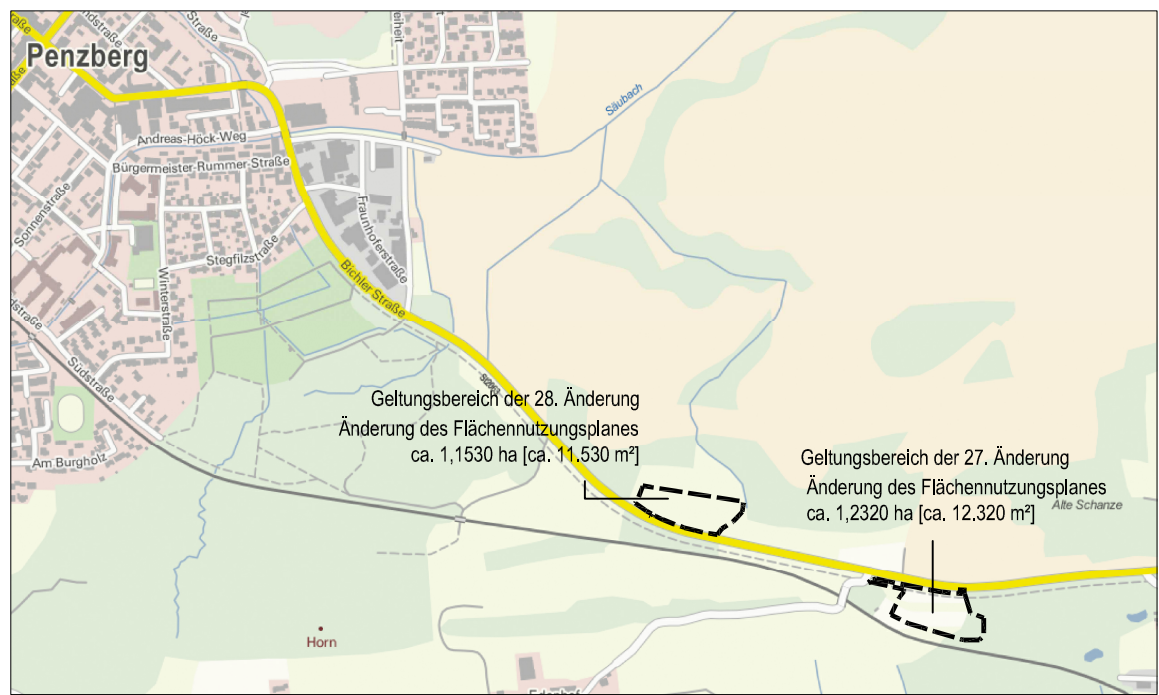 Penzberg
Andreas-Höck-Weg
Bürgermeister-Rummer-Straße
Sonnenstraße
Stegfilzstraße
Winterstraße
Fraunhoferstraße
Bichler Straße
Säubach
Südstraße
Am Burgholz
Geltungsbereich der 28. Änderung
Änderung des Flächennutzungsplanes
ca. 1,1530 ha [ca. 11.530 m²]
Geltungsbereich der 27. Änderung
Änderung des Flächennutzungsplanes
ca. 1,2320 ha [ca. 12.320 m²]
Alte Schanze
Horn